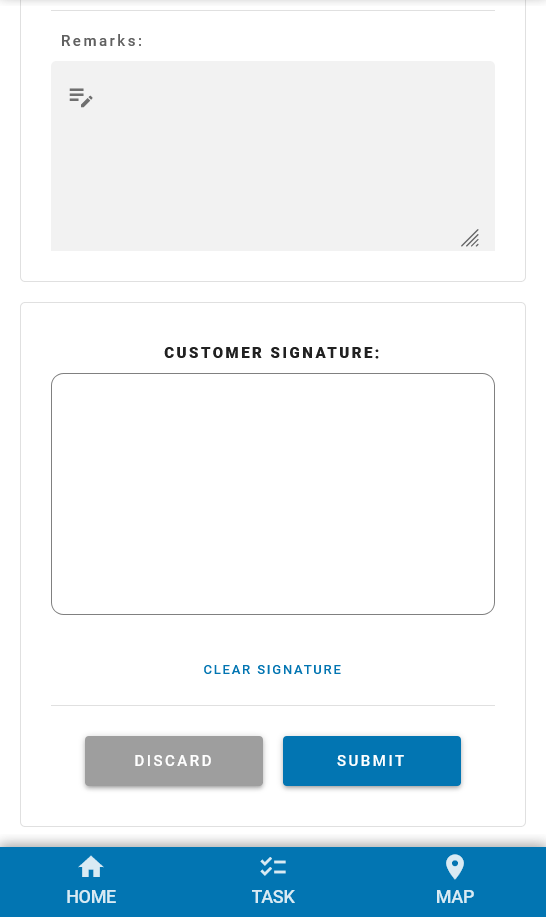 Remarks:
CUSTOMER SIGNATURE:
CLEAR SIGNATURE
DISCARD
SUBMIT
HOME
TASK
MAP